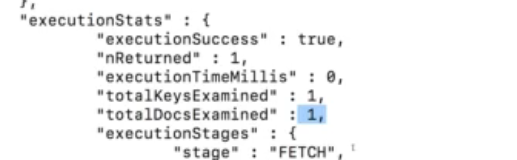 },
"executionStats" : {
"executionSuccess" : true,
"nReturned" : 1,
"executionTimeMillis" : 0,
"totalKeysExamined" : 1,
"totalDocsExamined" : 1,
"executionStages" : {
"stage" : "FETCH",